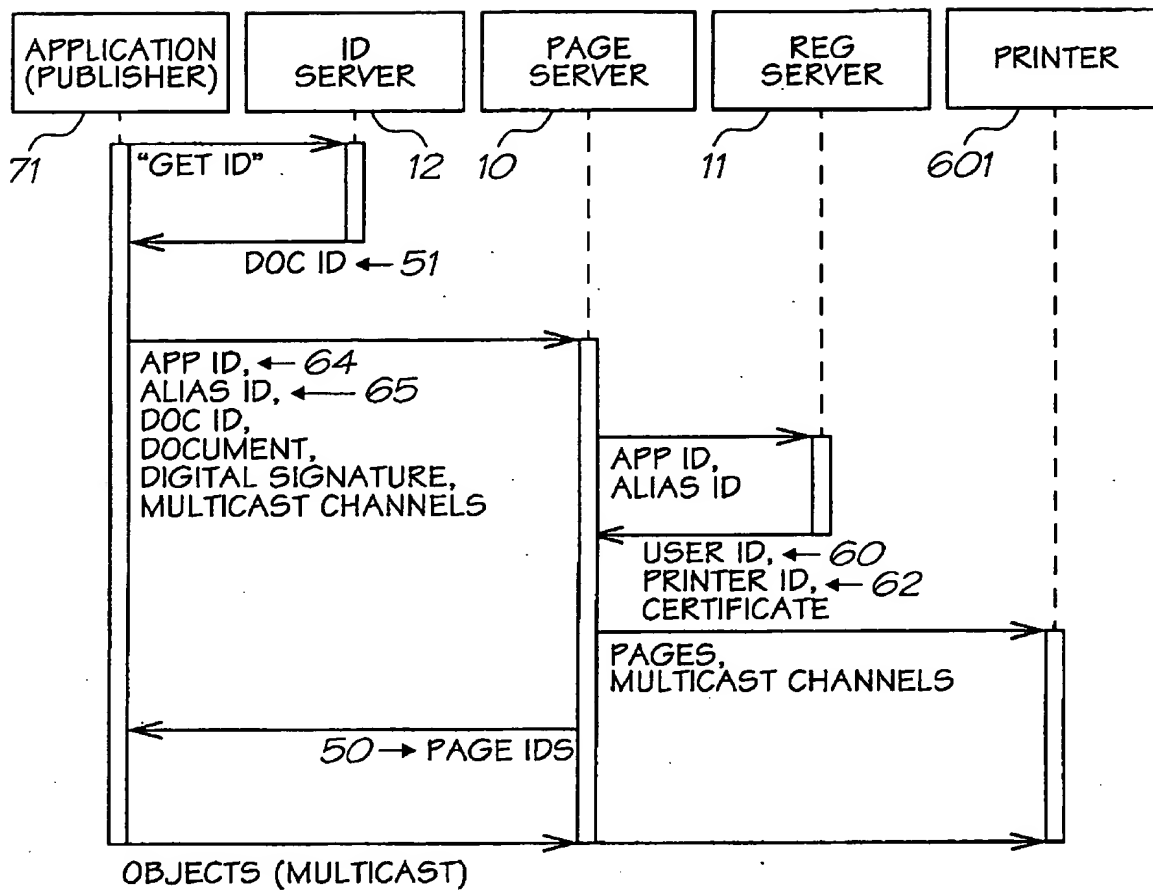 APPLICATION
(PUBLISHER)
ID
SERVER
PAGE
SERVER
REG
SERVER
PRINTER
71
12
10
11
601
"GET ID"
DOC ID ← 51
APP ID, ← 64
ALIAS ID, ← 65
DOC ID,
DOCUMENT,
DIGITAL SIGNATURE,
MULTICAST CHANNELS
APP ID,
ALIAS ID
USER ID, ← 60
PRINTER ID, ← 62
CERTIFICATE
PAGES,
MULTICAST CHANNELS
50 → PAGE IDS
OBJECTS (MULTICAST)